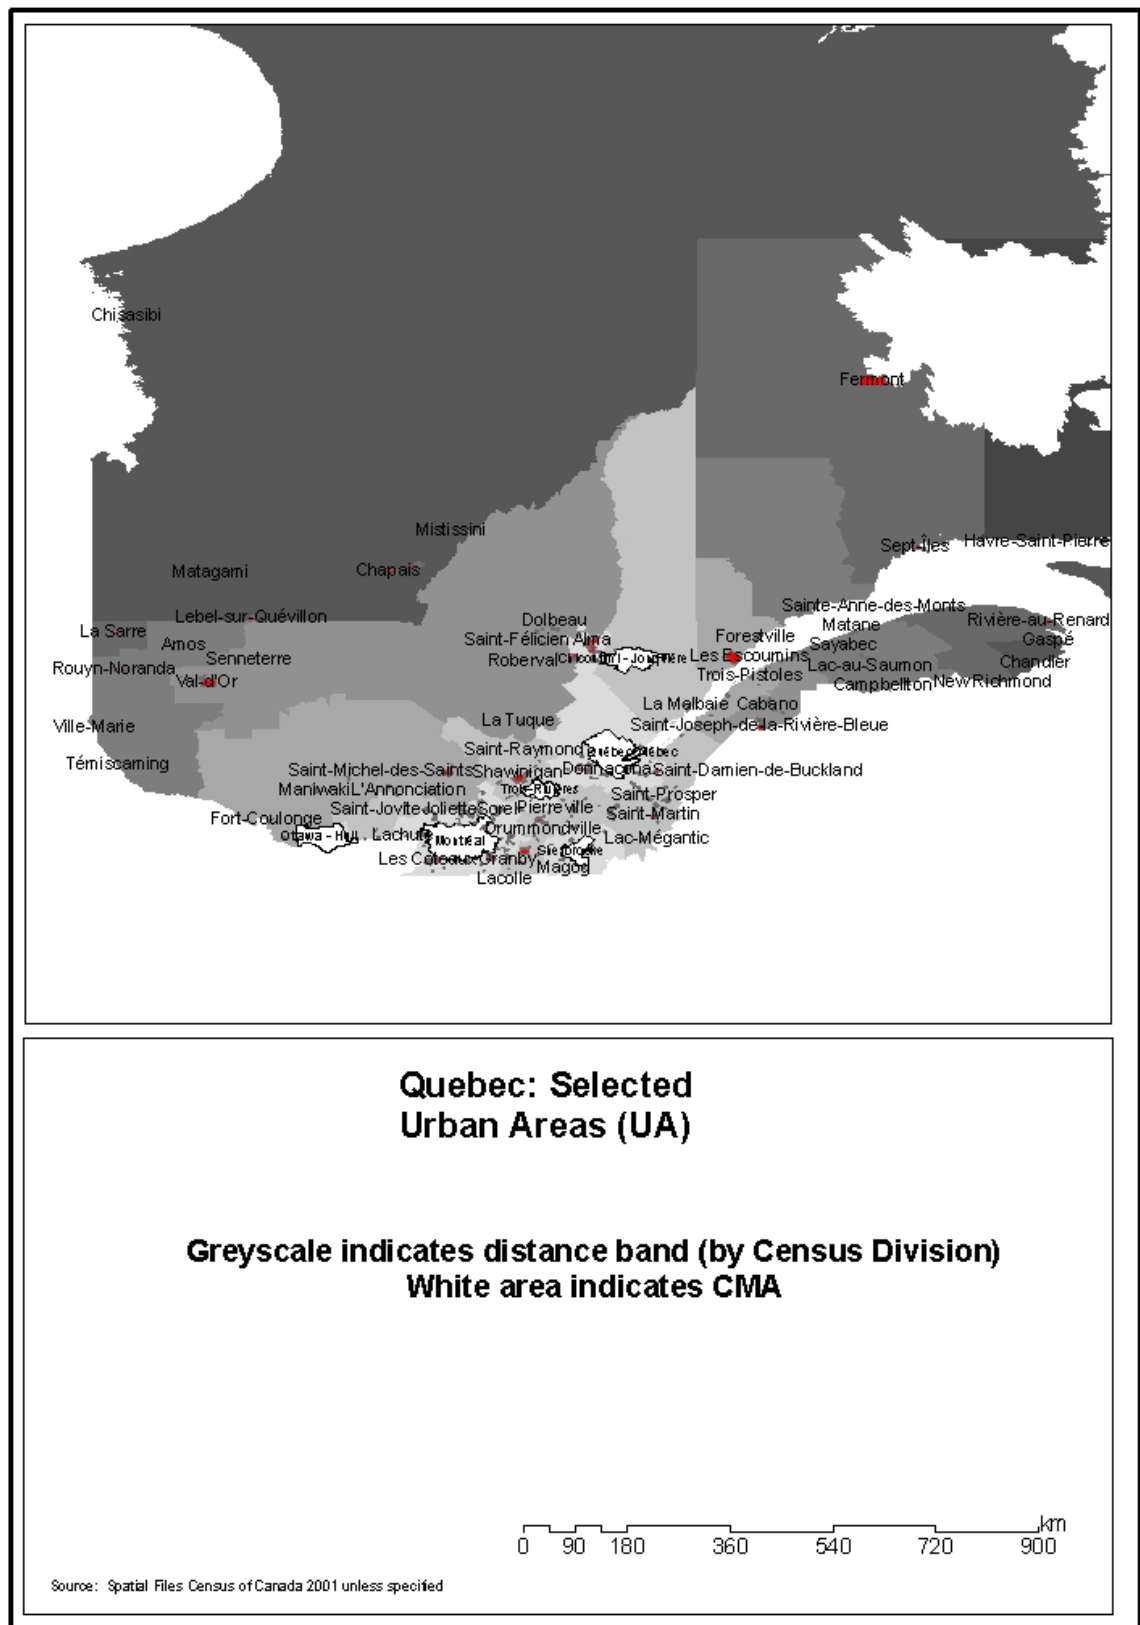 Chisasibi
Fermont
Mistissini
Sept-Îles
Havre-Saint-Pierre
Matagami
Chapais
Lebel-sur-Quévillon
Sainte-Anne-des-Monts
La Sarre
Dolbeau
Matane
Rivière-au-Renard
Amos
Saint-Félicien
Alma
Forestville
Sayabec
Gaspé
Rouyn-Noranda
Senneterre
Roberval
Les Escoumins
Lac-au-Saumon
Chandler
Val-d'Or
Trois-Pistoles
Campbellton
New Richmond
La Malbaie
Cabano
Ville-Marie
La Tuque
Saint-Joseph-de-la-Rivière-Bleue
Saint-Raymond
Québec
Témiscaming
Saint-Michel-des-Saints
Shawinigan
Donnacona
Saint-Damien-de-Buckland
Maniwaki
L'Annonciation
Trois-Rivières
Saint-Prosper
Saint-Jovite
Joliette
Sorel
Pierreville
Saint-Martin
Fort-Coulonge
Ottawa - Hull
Lachute
Montréal
Drummondville
Lac-Mégantic
Les Coteaux
Granby
Sherbrooke
Magog
Lacolle
Quebec: Selected
Urban Areas (UA)
Greyscale indicates distance band (by Census Division)
White area indicates CMA
km
0 90 180 360 540 720 900
Source: Spatial Files Census of Canada 2001 unless specified